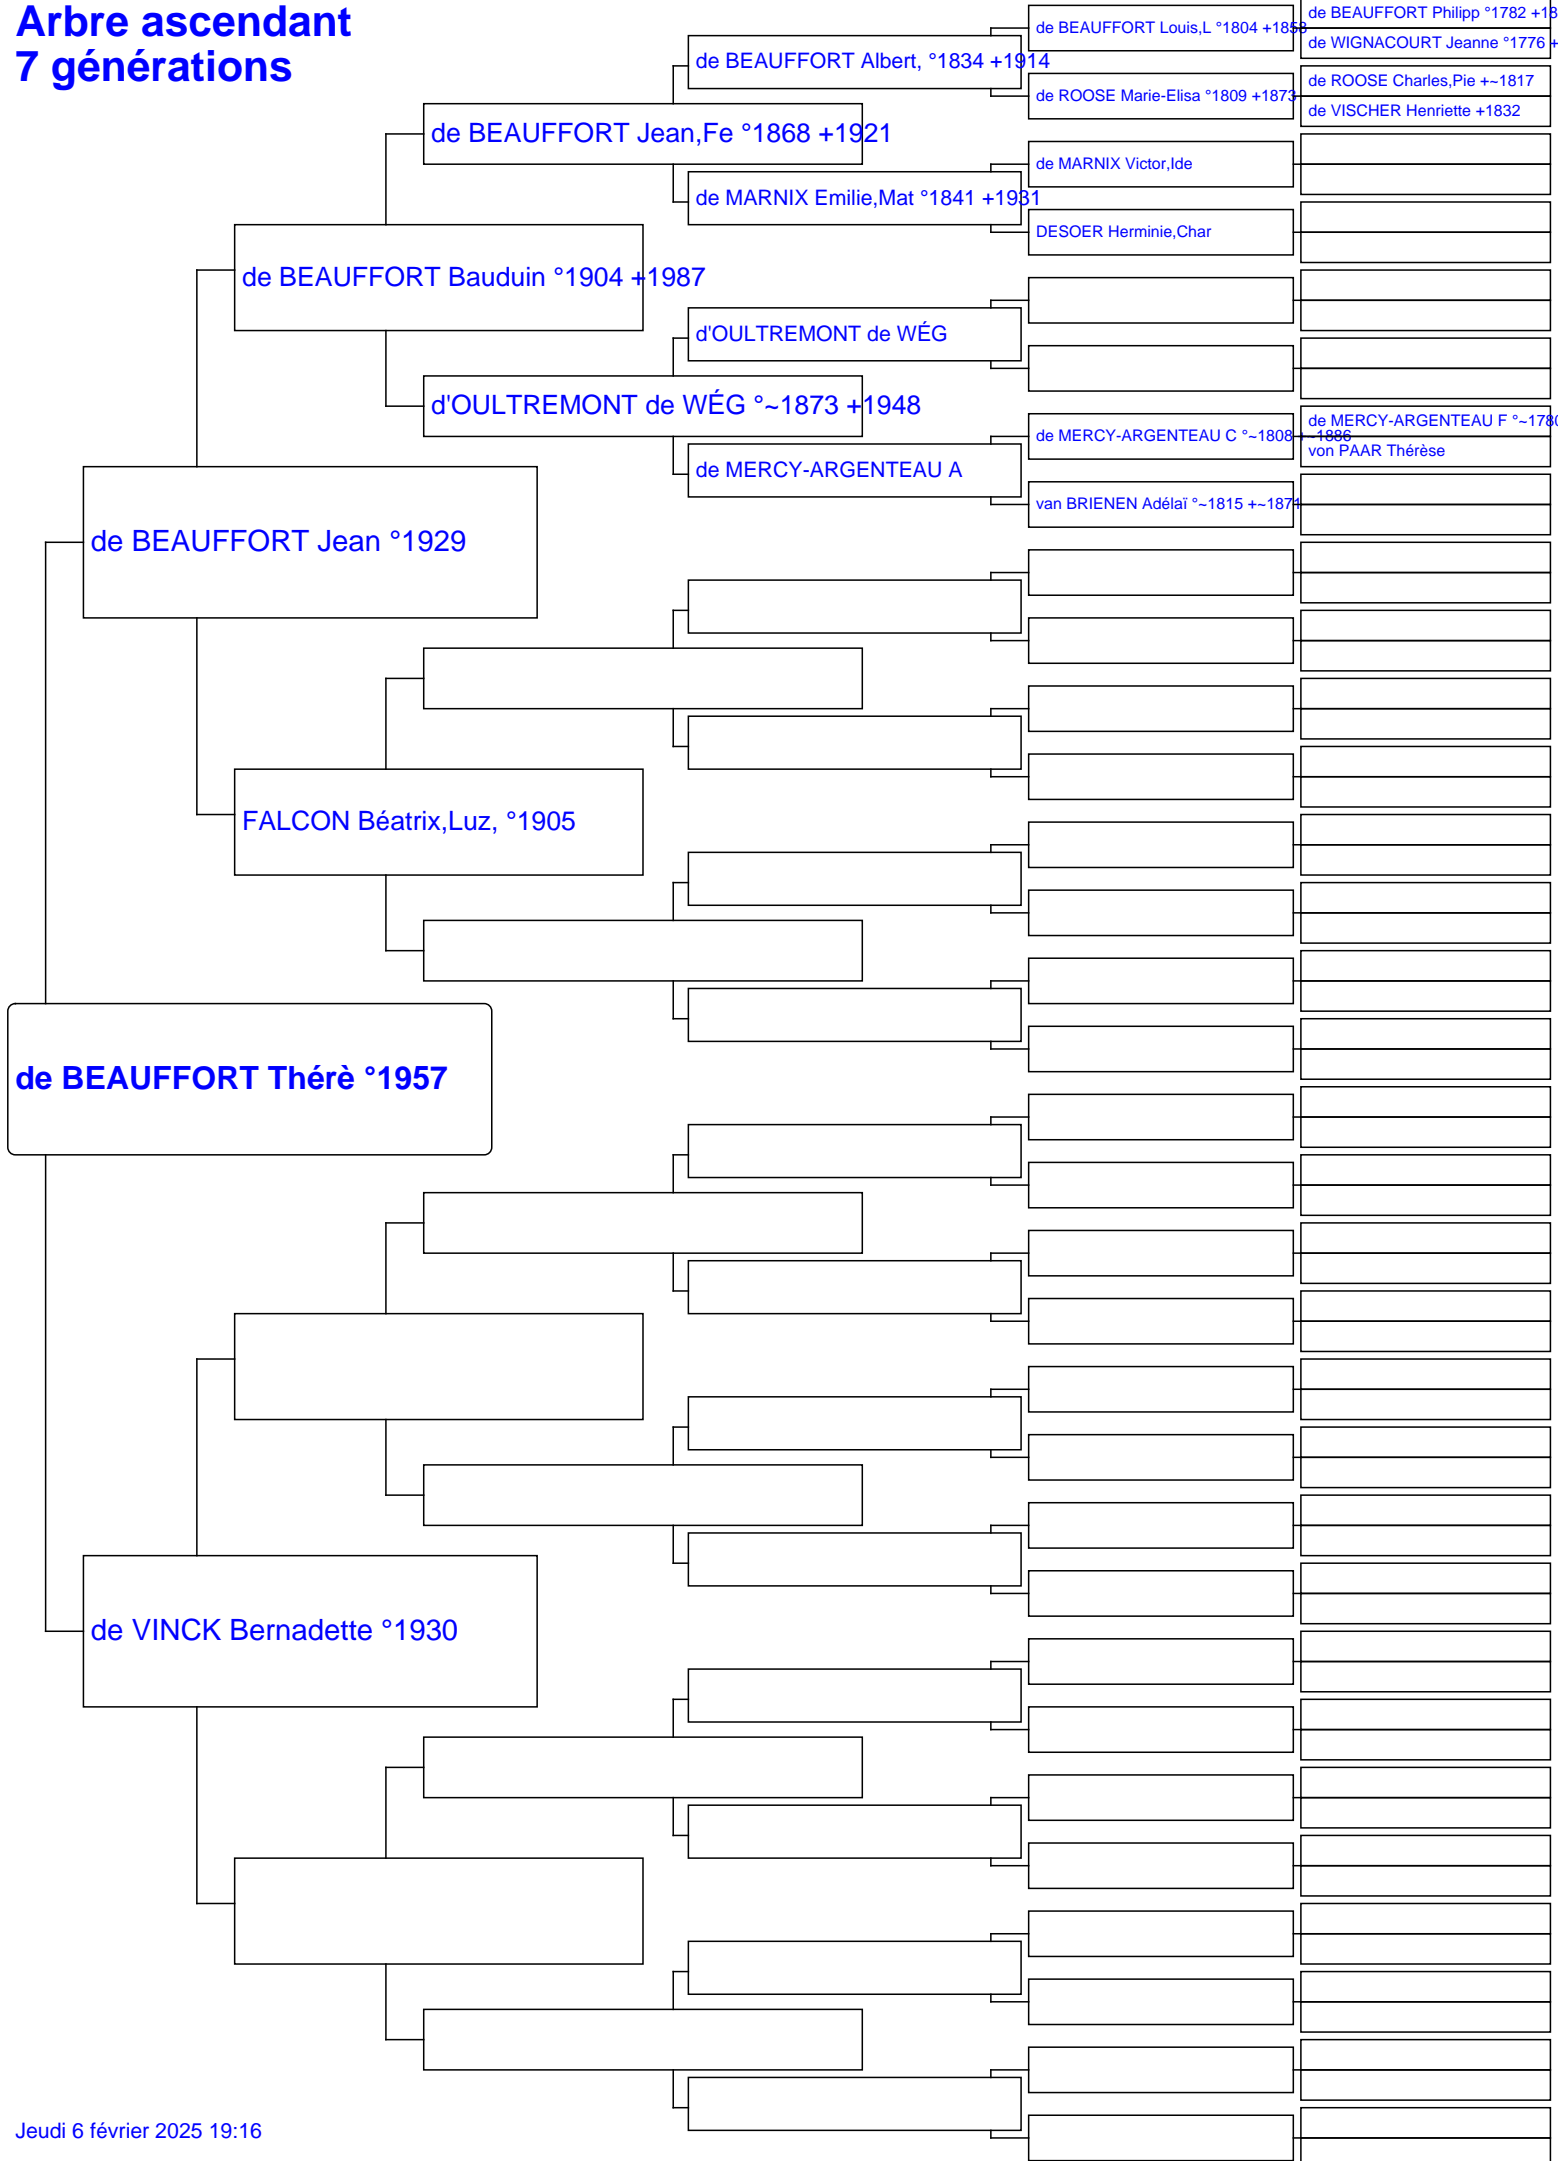 Arbre ascendant
7 générations
de BEAUFFORT Philipp °1782 +18
de BEAUFFORT Louis,L °1804 +1858
de WIGNACOURT Jeanne °1776 +
de BEAUFFORT Albert, °1834 +1914
de ROOSE Charles,Pie +~1817
de ROOSE Marie-Elisa °1809 +1873
de VISCHER Henriette +1832
de BEAUFFORT Jean,Fe °1868 +1921
de MARNIX Victor,Ide
de MARNIX Emilie,Mat °1841 +1931
DESOER Herminie,Char
de BEAUFFORT Bauduin °1904 +1987
d'OULTREMONT de WÉG
d'OULTREMONT de WÉG °~1873 +1948
de MERCY-ARGENTEAU F °~1780
de MERCY-ARGENTEAU C °~1808 +~1886
von PAAR Thérèse
de MERCY-ARGENTEAU A
van BRIENEN Adélaï °~1815 +~1871
de BEAUFFORT Jean °1929
FALCON Béatrix,Luz, °1905
de BEAUFFORT Thérè °1957
de VINCK Bernadette °1930
Jeudi 6 février 2025 19:16